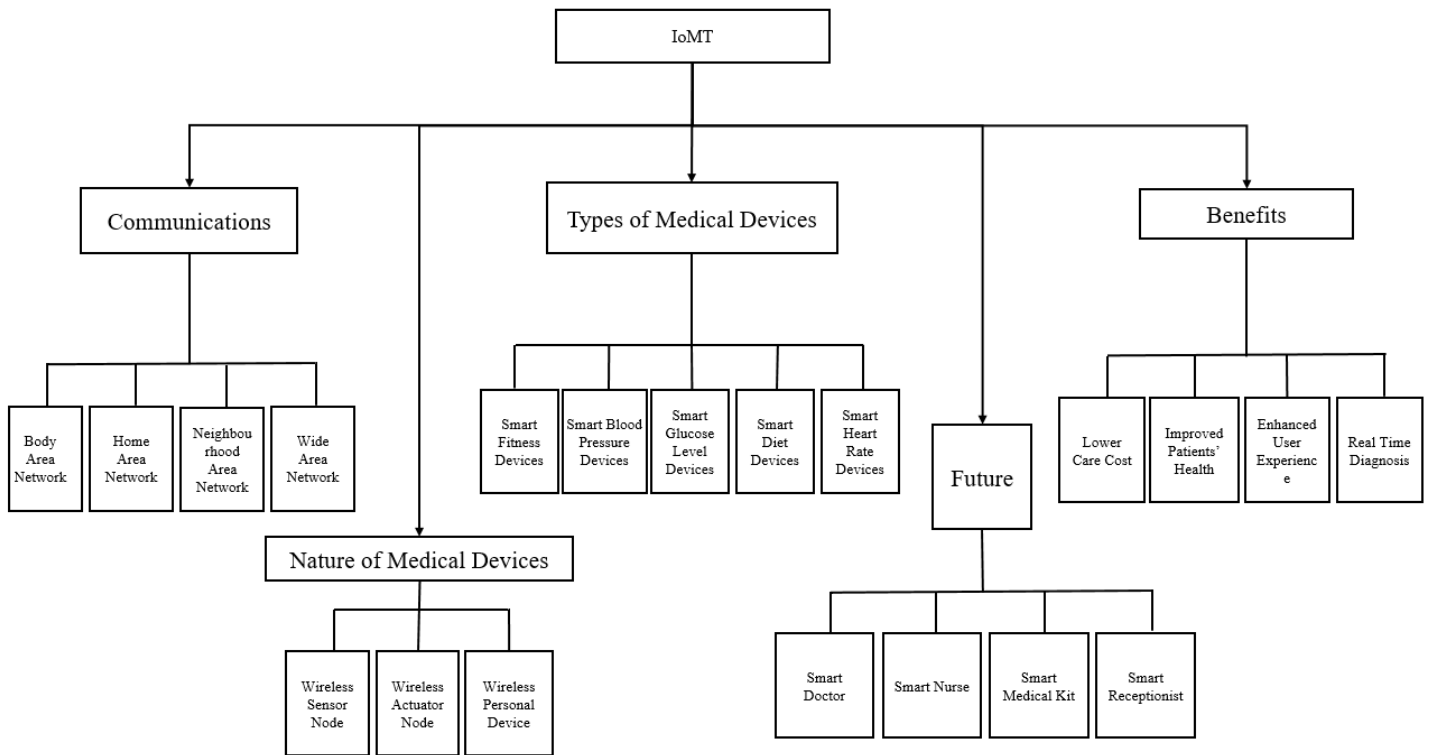 IoMT
Communications
Types of Medical Devices
Benefits
Body
Area
Network
Home
Area
Network
Neighbou
rhood
Area
Network
Wide
Area
Network
Smart
Fitness
Devices
Smart Blood
Pressure
Devices
Smart
Glucose
Level
Devices
Smart
Diet
Devices
Smart
Heart
Rate
Devices
Future
Lower
Care Cost
Improved
Patients’
Health
Enhanced
User
Experienc
e
Real Time
Diagnosis
Nature of Medical Devices
Wireless
Sensor
Node
Wireless
Actuator
Node
Wireless
Personal
Device
Smart
Doctor
Smart Nurse
Smart
Medical Kit
Smart
Receptionist